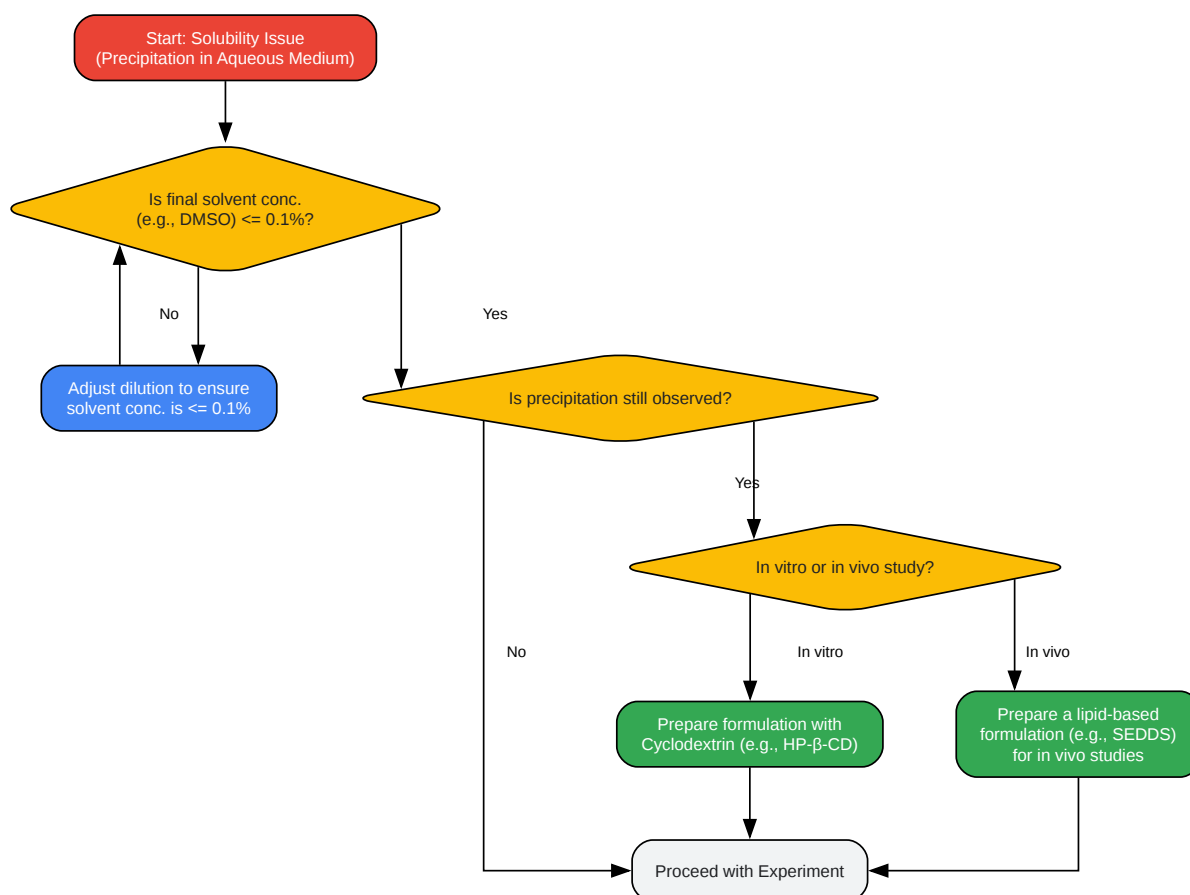 Start: Solubility Issue
(Precipitation in Aqueous Medium)
Is final solvent conc.
(e.g., DMSO) <= 0.1%?
No
Yes
Adjust dilution to ensure
solvent conc. is <= 0.1%
Is precipitation still observed?
Yes
In vitro or in vivo study?
No
In vitro
In vivo
Prepare formulation with
Cyclodextrin (e.g., HP-β-CD)
Prepare a lipid-based
formulation (e.g., SEDDS)
for in vivo studies
Proceed with Experiment